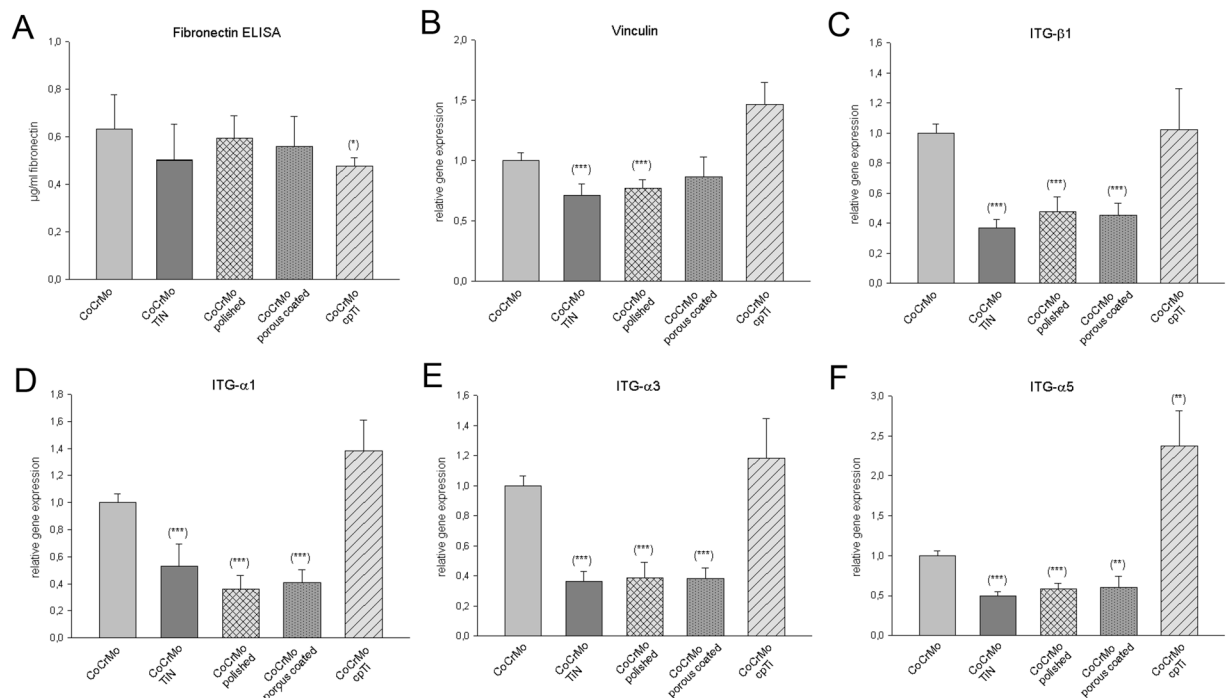 A
Fibronectin ELISA
µg/ml fibronectin
1,0
0,8
0,6
0,4
0,2
0,0
(*)
CoCrMo
CoCrMo
TiN
CoCrMo
polished
CoCrMo
porous coated
CoCrMo
cpTi
B
Vinculin
relative gene expression
2,0
1,5
1,0
0,5
0,0
(***)
(***)
CoCrMo
CoCrMo
TiN
CoCrMo
polished
CoCrMo
porous coated
CoCrMo
cpTi
C
ITG-β1
relative gene expression
1,6
1,4
1,2
1,0
0,8
0,6
0,4
0,2
0,0
(***)
(***)
(***)
CoCrMo
CoCrMo
TiN
CoCrMo
polished
CoCrMo
porous coated
CoCrMo
cpTi
D
ITG-α1
relative gene expression
1,8
1,6
1,4
1,2
1,0
0,8
0,6
0,4
0,2
0,0
(***)
(***)
(***)
CoCrMo
CoCrMo
TiN
CoCrMo
polished
CoCrMo
porous coated
CoCrMo
cpTi
E
ITG-α3
relative gene expression
1,6
1,4
1,2
1,0
0,8
0,6
0,4
0,2
0,0
(***)
(***)
(***)
CoCrMo
CoCrMo
TiN
CoCrMo
polished
CoCrMo
porous coated
CoCrMo
cpTi
F
ITG-α5
relative gene expression
3,0
2,5
2,0
1,5
1,0
0,5
0,0
(***)
(***)
(**)
(**)
CoCrMo
CoCrMo
TiN
CoCrMo
polished
CoCrMo
porous coated
CoCrMo
cpTi